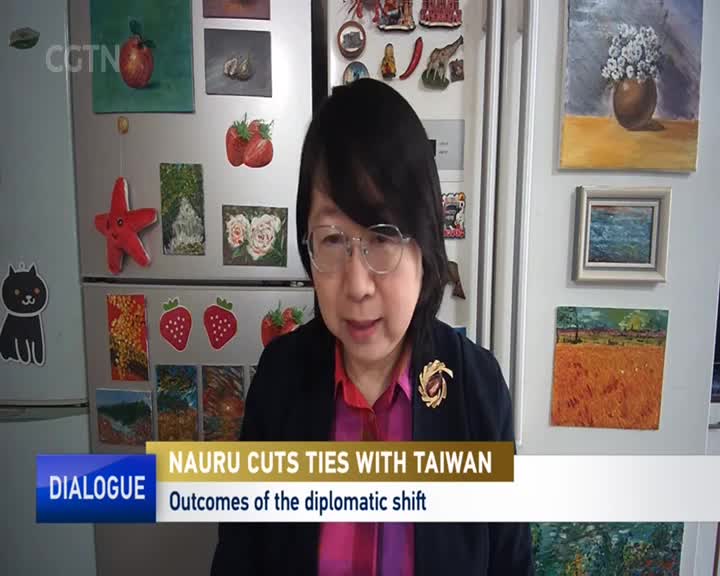 CGTN
NAURU CUTS TIES WITH TAIWAN
DIALOGUE
Outcomes of the diplomatic shift